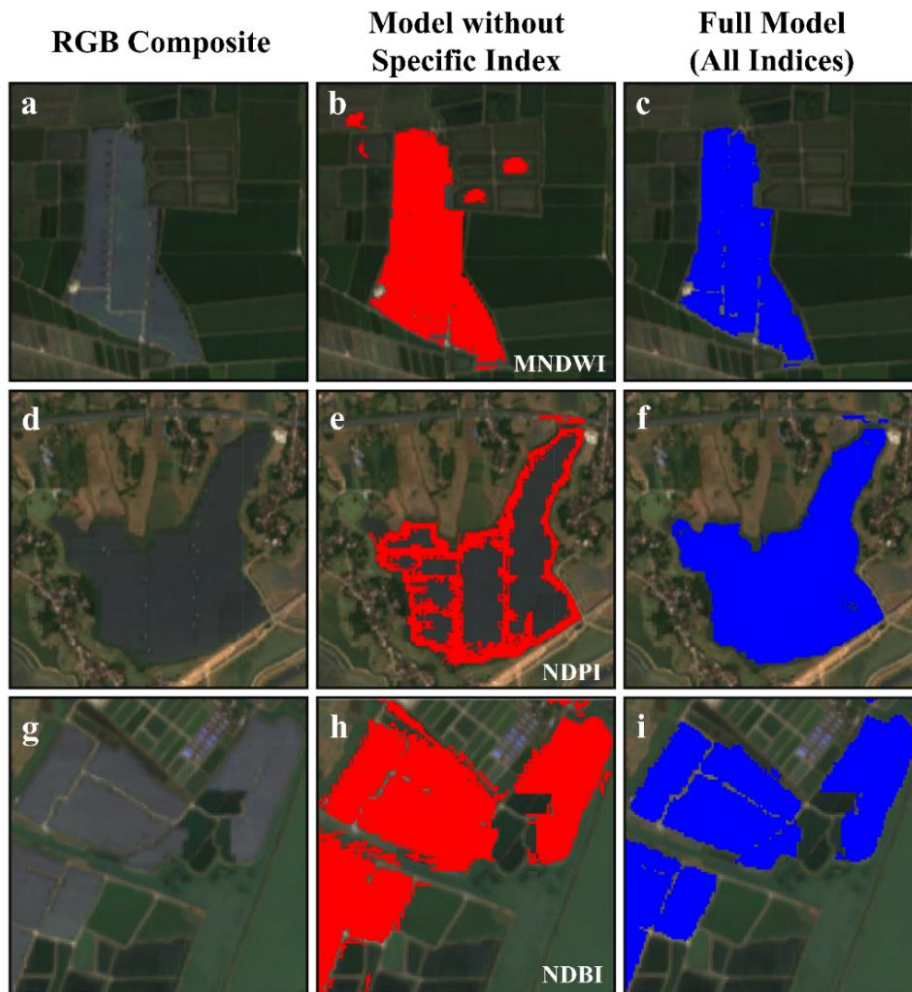 RGB Composite
Model without
Specific Index
Full Model
(All Indices)
a
b
c
MNDWI
d
e
f
NDPI
g
h
i
NDBI